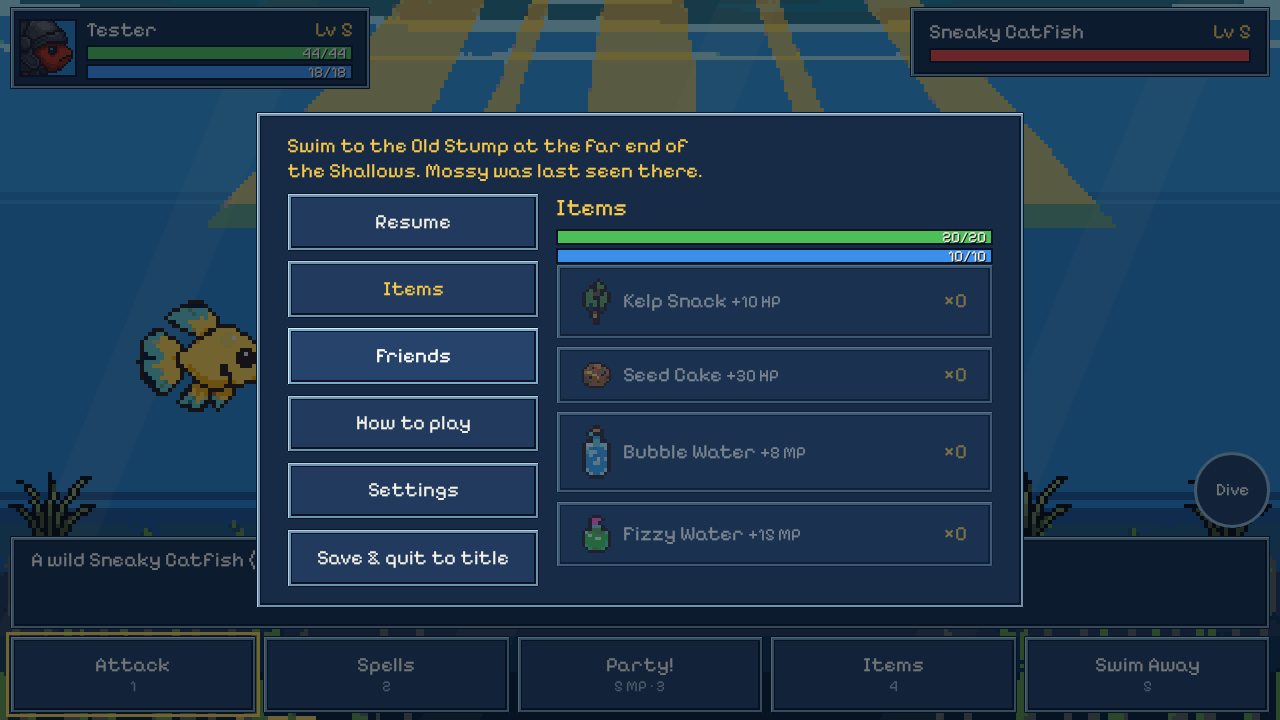 Tester
Lv 5
44/44
18/18
Sneaky Catfish
Lv 5
Swim to the Old Stump at the far end of
the Shallows. Mossy was last seen there.
Resume
Items
Friends
How to play
Settings
Save & quit to title
Items
20/20
10/10
Kelp Snack +10 HP ×0
Seed Cake +30 HP ×0
Bubble Water +8 MP ×0
Fizzy Water +15 MP ×0
Dive
A wild Sneaky Catfish (
Attack
1
Spells
2
Party!
5 MP · 3
Items
4
Swim Away
5